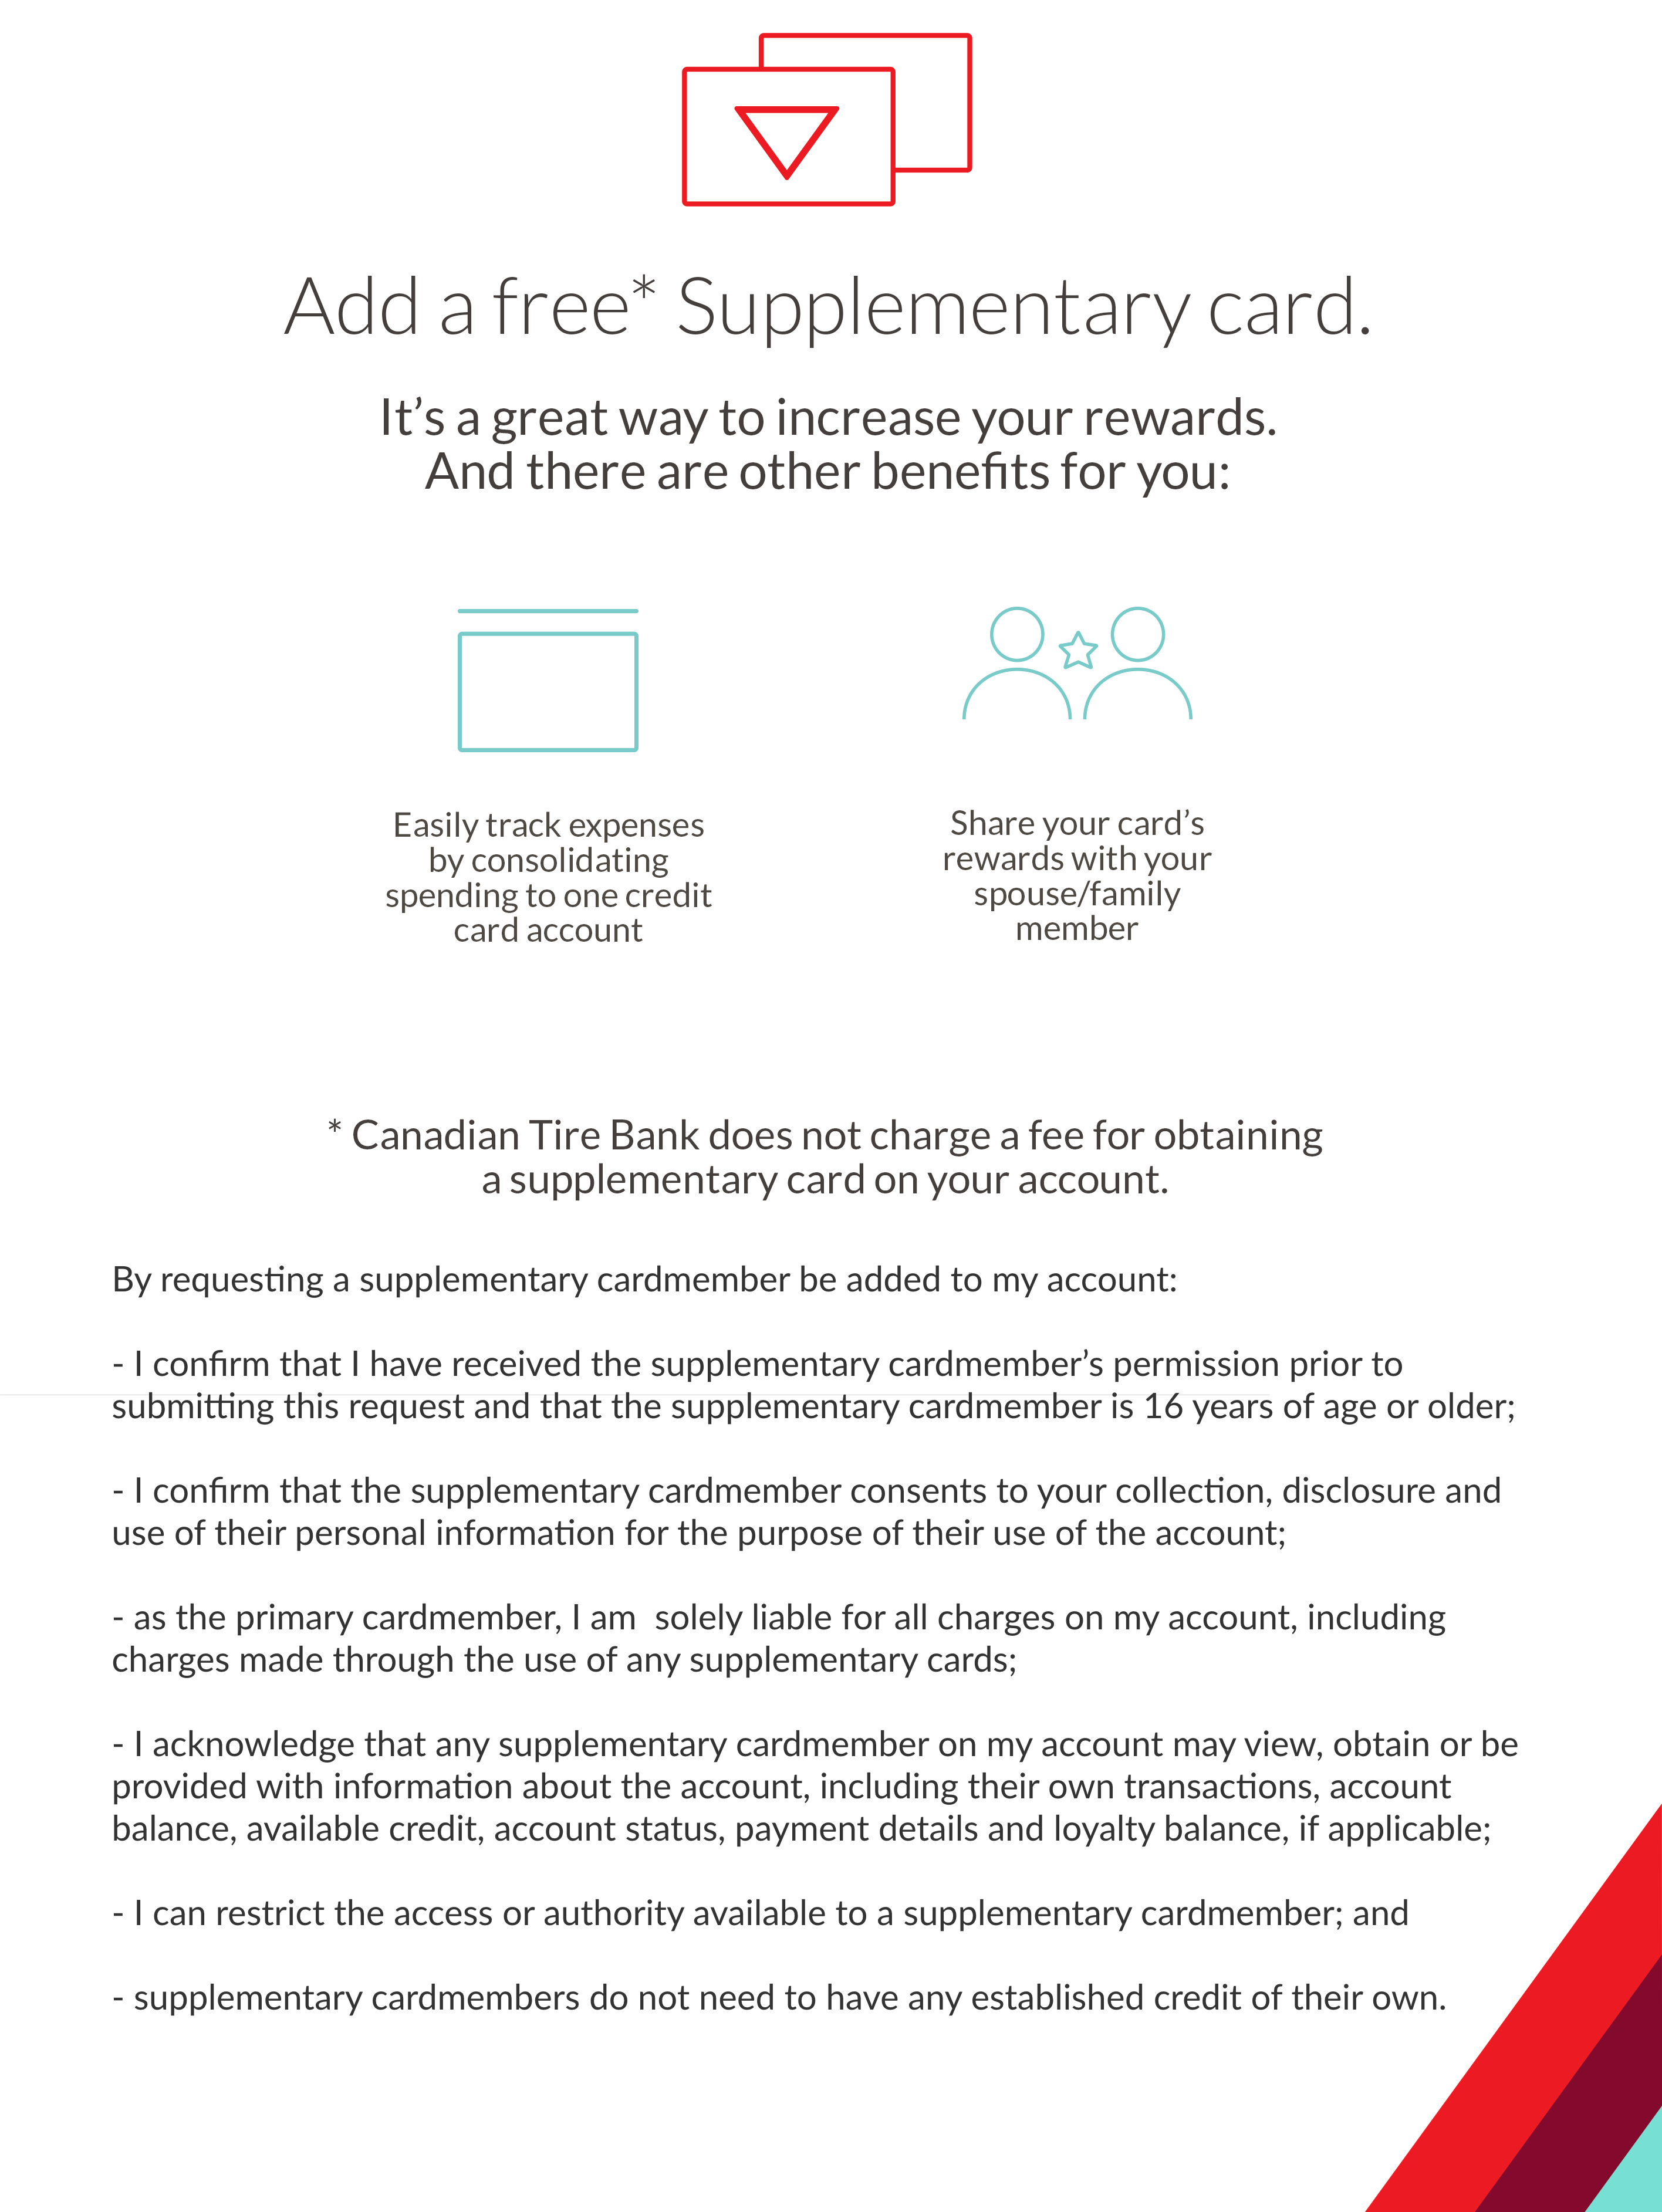 Add a free* Supplementary card.
It’s a great way to increase your rewards.
And there are other benefits for you:
Easily track expenses
by consolidating
spending to one credit
card account
Share your card’s
rewards with your
spouse/family
member
* Canadian Tire Bank does not charge a fee for obtaining
a supplementary card on your account.
By requesting a supplementary cardmember be added to my account:
- I confirm that I have received the supplementary cardmember’s permission prior to
submitting this request and that the supplementary cardmember is 16 years of age or older;
- I confirm that the supplementary cardmember consents to your collection, disclosure and
use of their personal information for the purpose of their use of the account;
- as the primary cardmember, I am  solely liable for all charges on my account, including
charges made through the use of any supplementary cards;
- I acknowledge that any supplementary cardmember on my account may view, obtain or be
provided with information about the account, including their own transactions, account
balance, available credit, account status, payment details and loyalty balance, if applicable;
- I can restrict the access or authority available to a supplementary cardmember; and
- supplementary cardmembers do not need to have any established credit of their own.